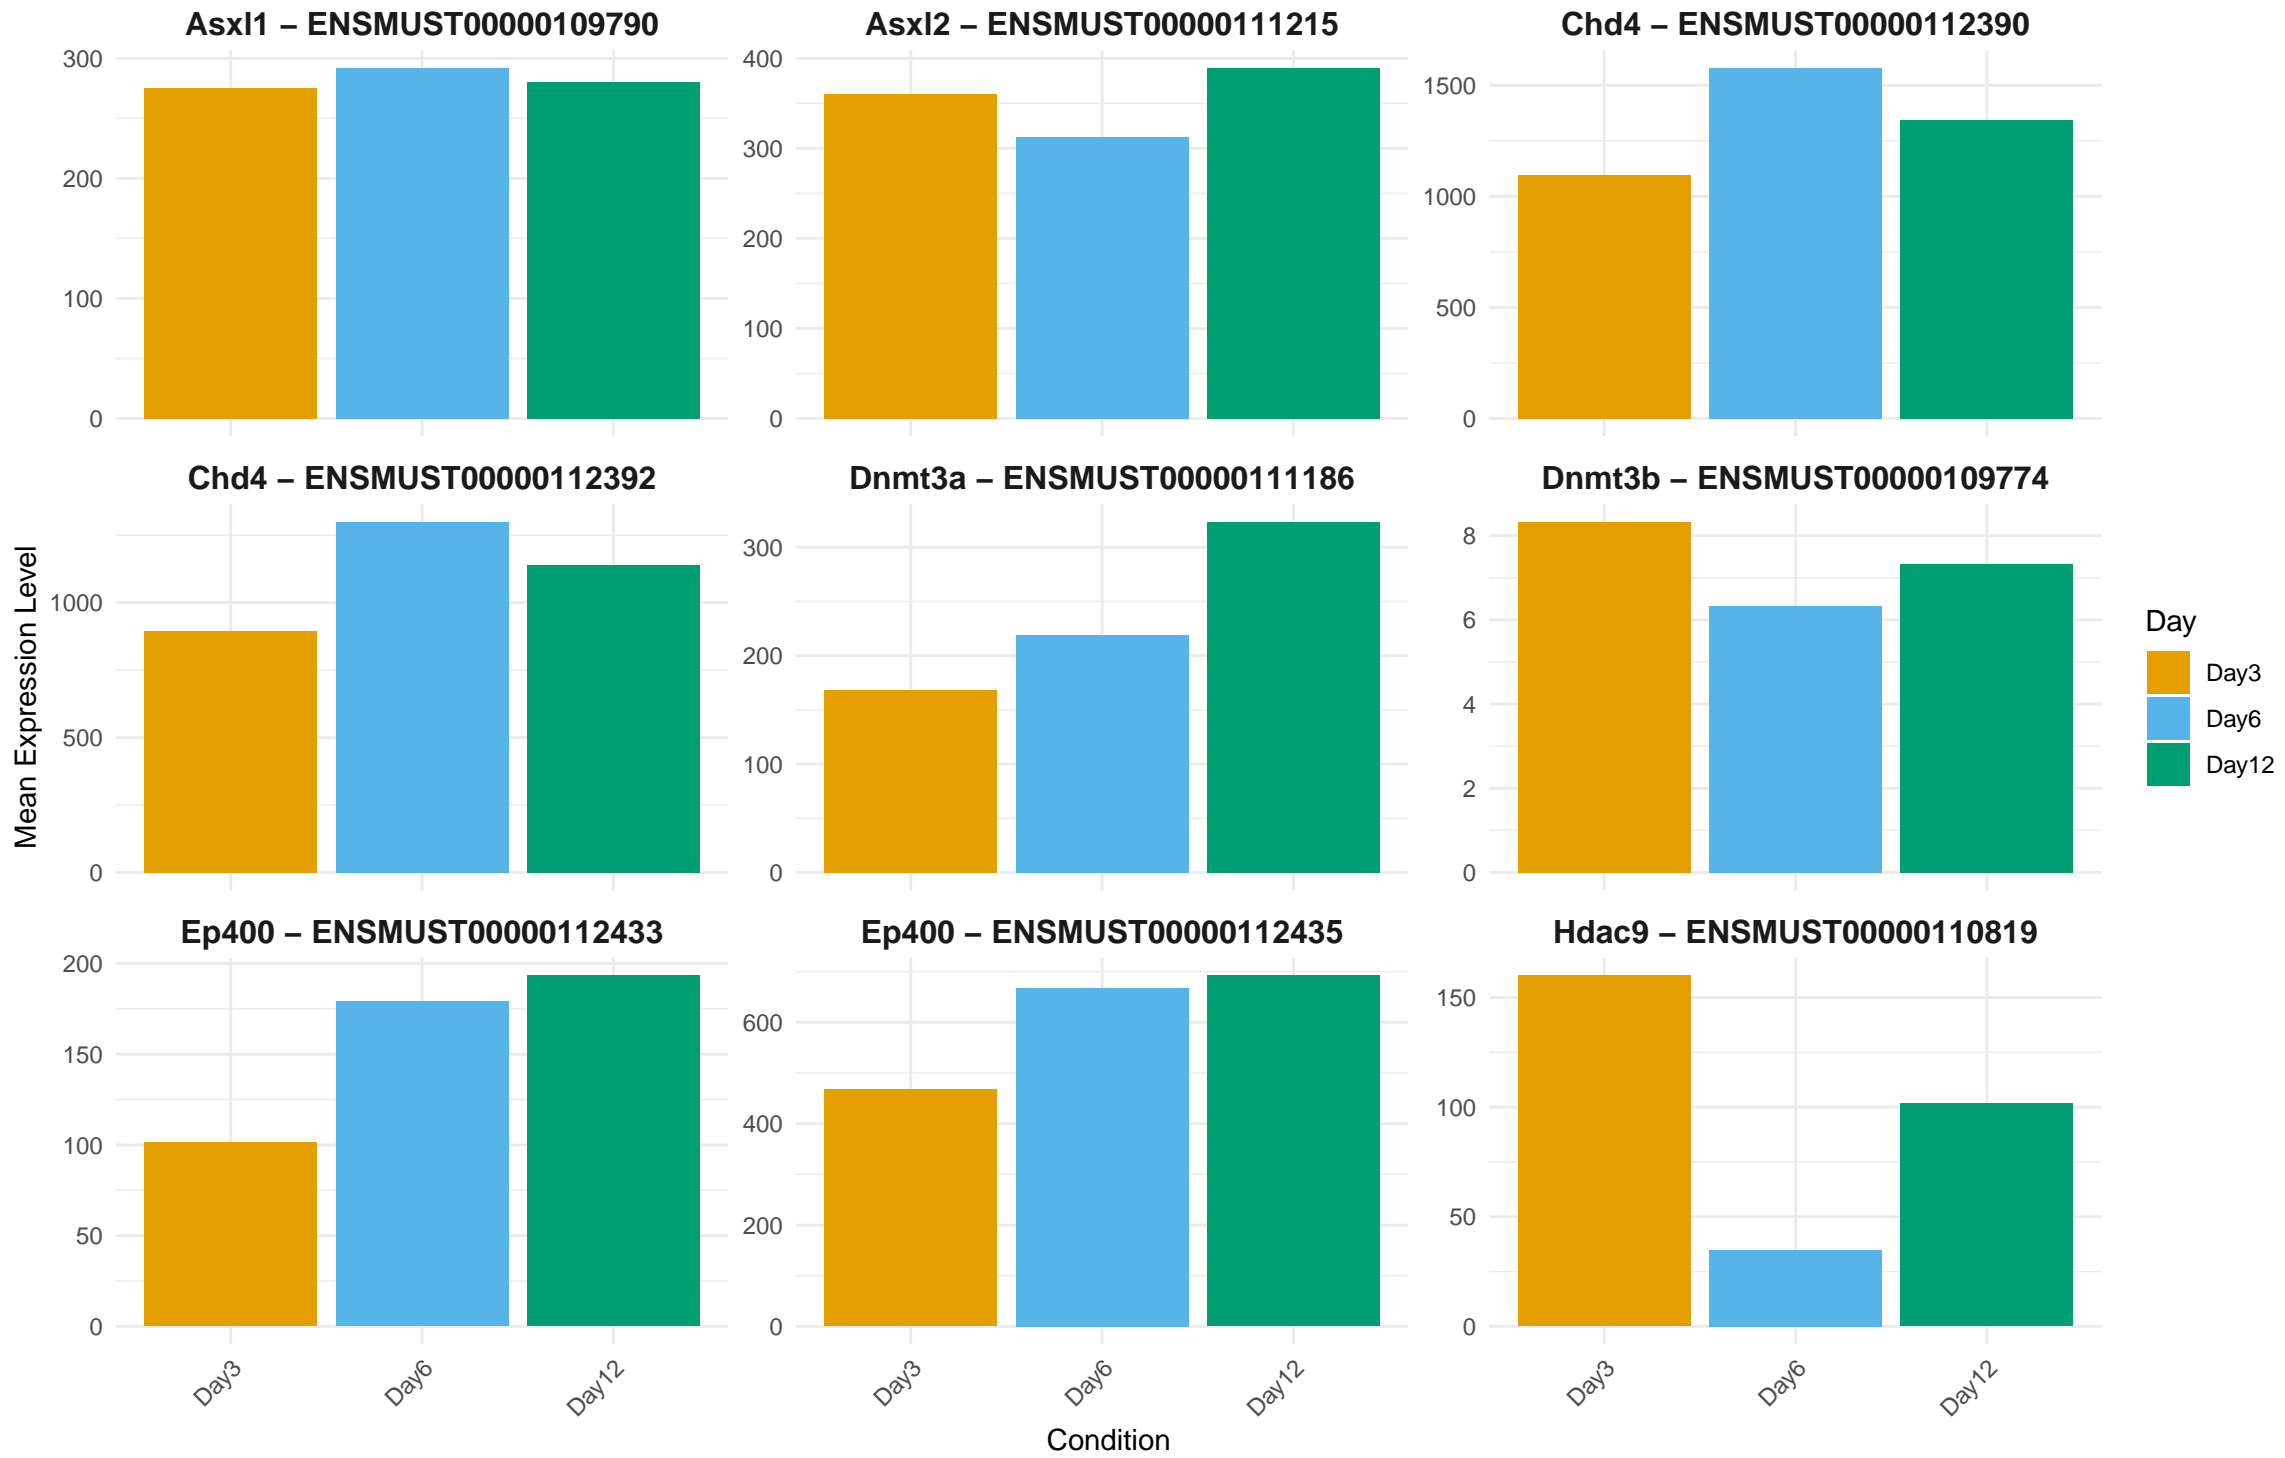 Asxl1 – ENSMUST00000109790
Asxl2 – ENSMUST00000111215
Chd4 – ENSMUST00000112390
300
200
100
0
400
300
200
100
0
1500
1000
500
0
Chd4 – ENSMUST00000112392
Dnmt3a – ENSMUST00000111186
Dnmt3b – ENSMUST00000109774
1000
500
0
300
200
100
0
8
6
4
2
0
Ep400 – ENSMUST00000112433
Ep400 – ENSMUST00000112435
Hdac9 – ENSMUST00000110819
200
150
100
50
0
600
400
200
0
150
100
50
0
Day3
Day6
Day12
Day3
Day6
Day12
Day3
Day6
Day12
Condition
Mean Expression Level
Day
Day3
Day6
Day12